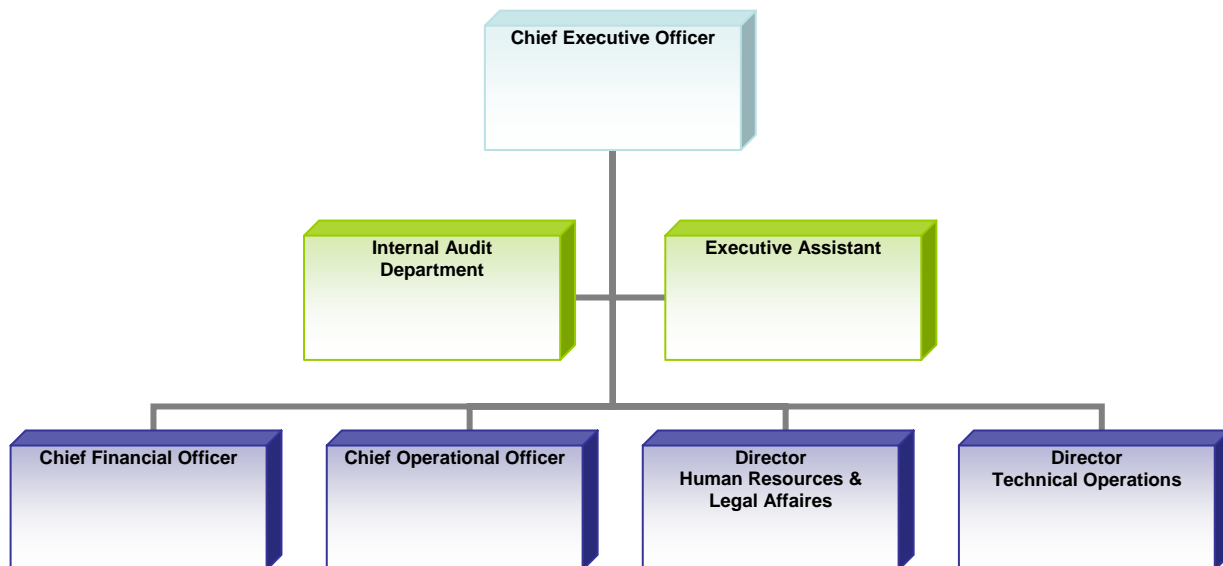 Chief Executive Officer
Internal Audit
Department
Executive Assistant
Chief Financial Officer
Chief Operational Officer
Director
Human Resources &
Legal Affaires
Director
Technical Operations